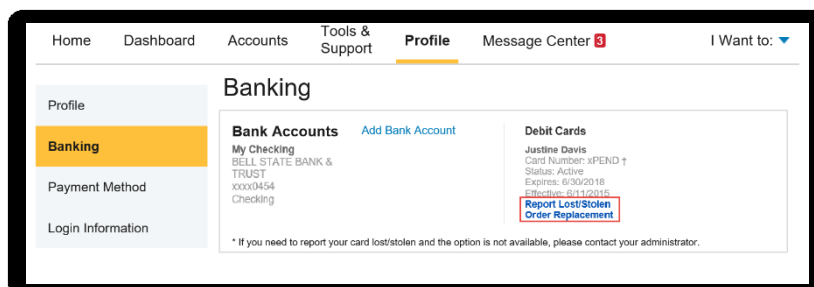 Home Dashboard Accounts Tools & Support Profile Message Center 3 I Want to:
Profile
Banking
Payment Method
Login Information
Banking
Bank Accounts Add Bank Account
My Checking
BELL STATE BANK &
TRUST
xxxx0454
Checking
Debit Cards
Justine Davis
Card Number: xPEND †
Status: Active
Expires: 6/30/2018
Effective: 6/11/2015
Report Lost/Stolen
Order Replacement
* If you need to report your card lost/stolen and the option is not available, please contact your administrator.